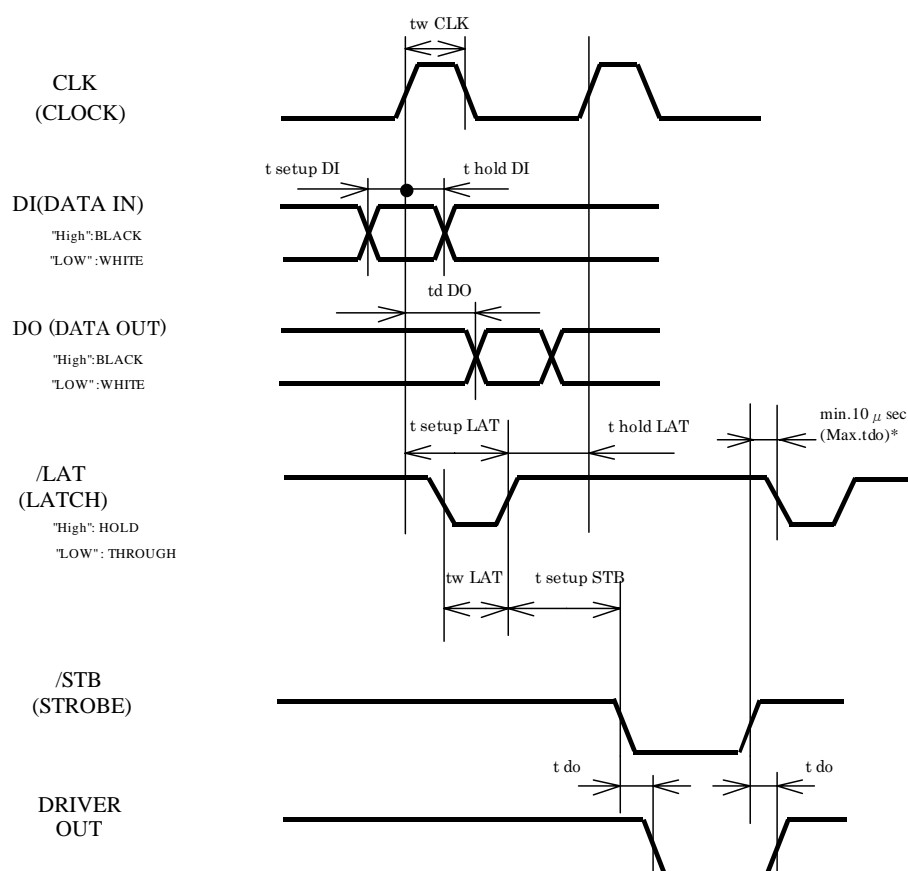 tw CLK
CLK
(CLOCK)
t setup DI
t hold DI
DI(DATA IN)
"High":BLACK
"LOW" :WHITE
td DO
DO (DATA OUT)
"High":BLACK
"LOW" :WHITE
t setup LAT
t hold LAT
min.10 μ sec
(Max.tdo)*
/LAT
(LATCH)
"High": HOLD
"LOW" : THROUGH
tw LAT
t setup STB
/STB
(STROBE)
t do
t do
DRIVER
OUT